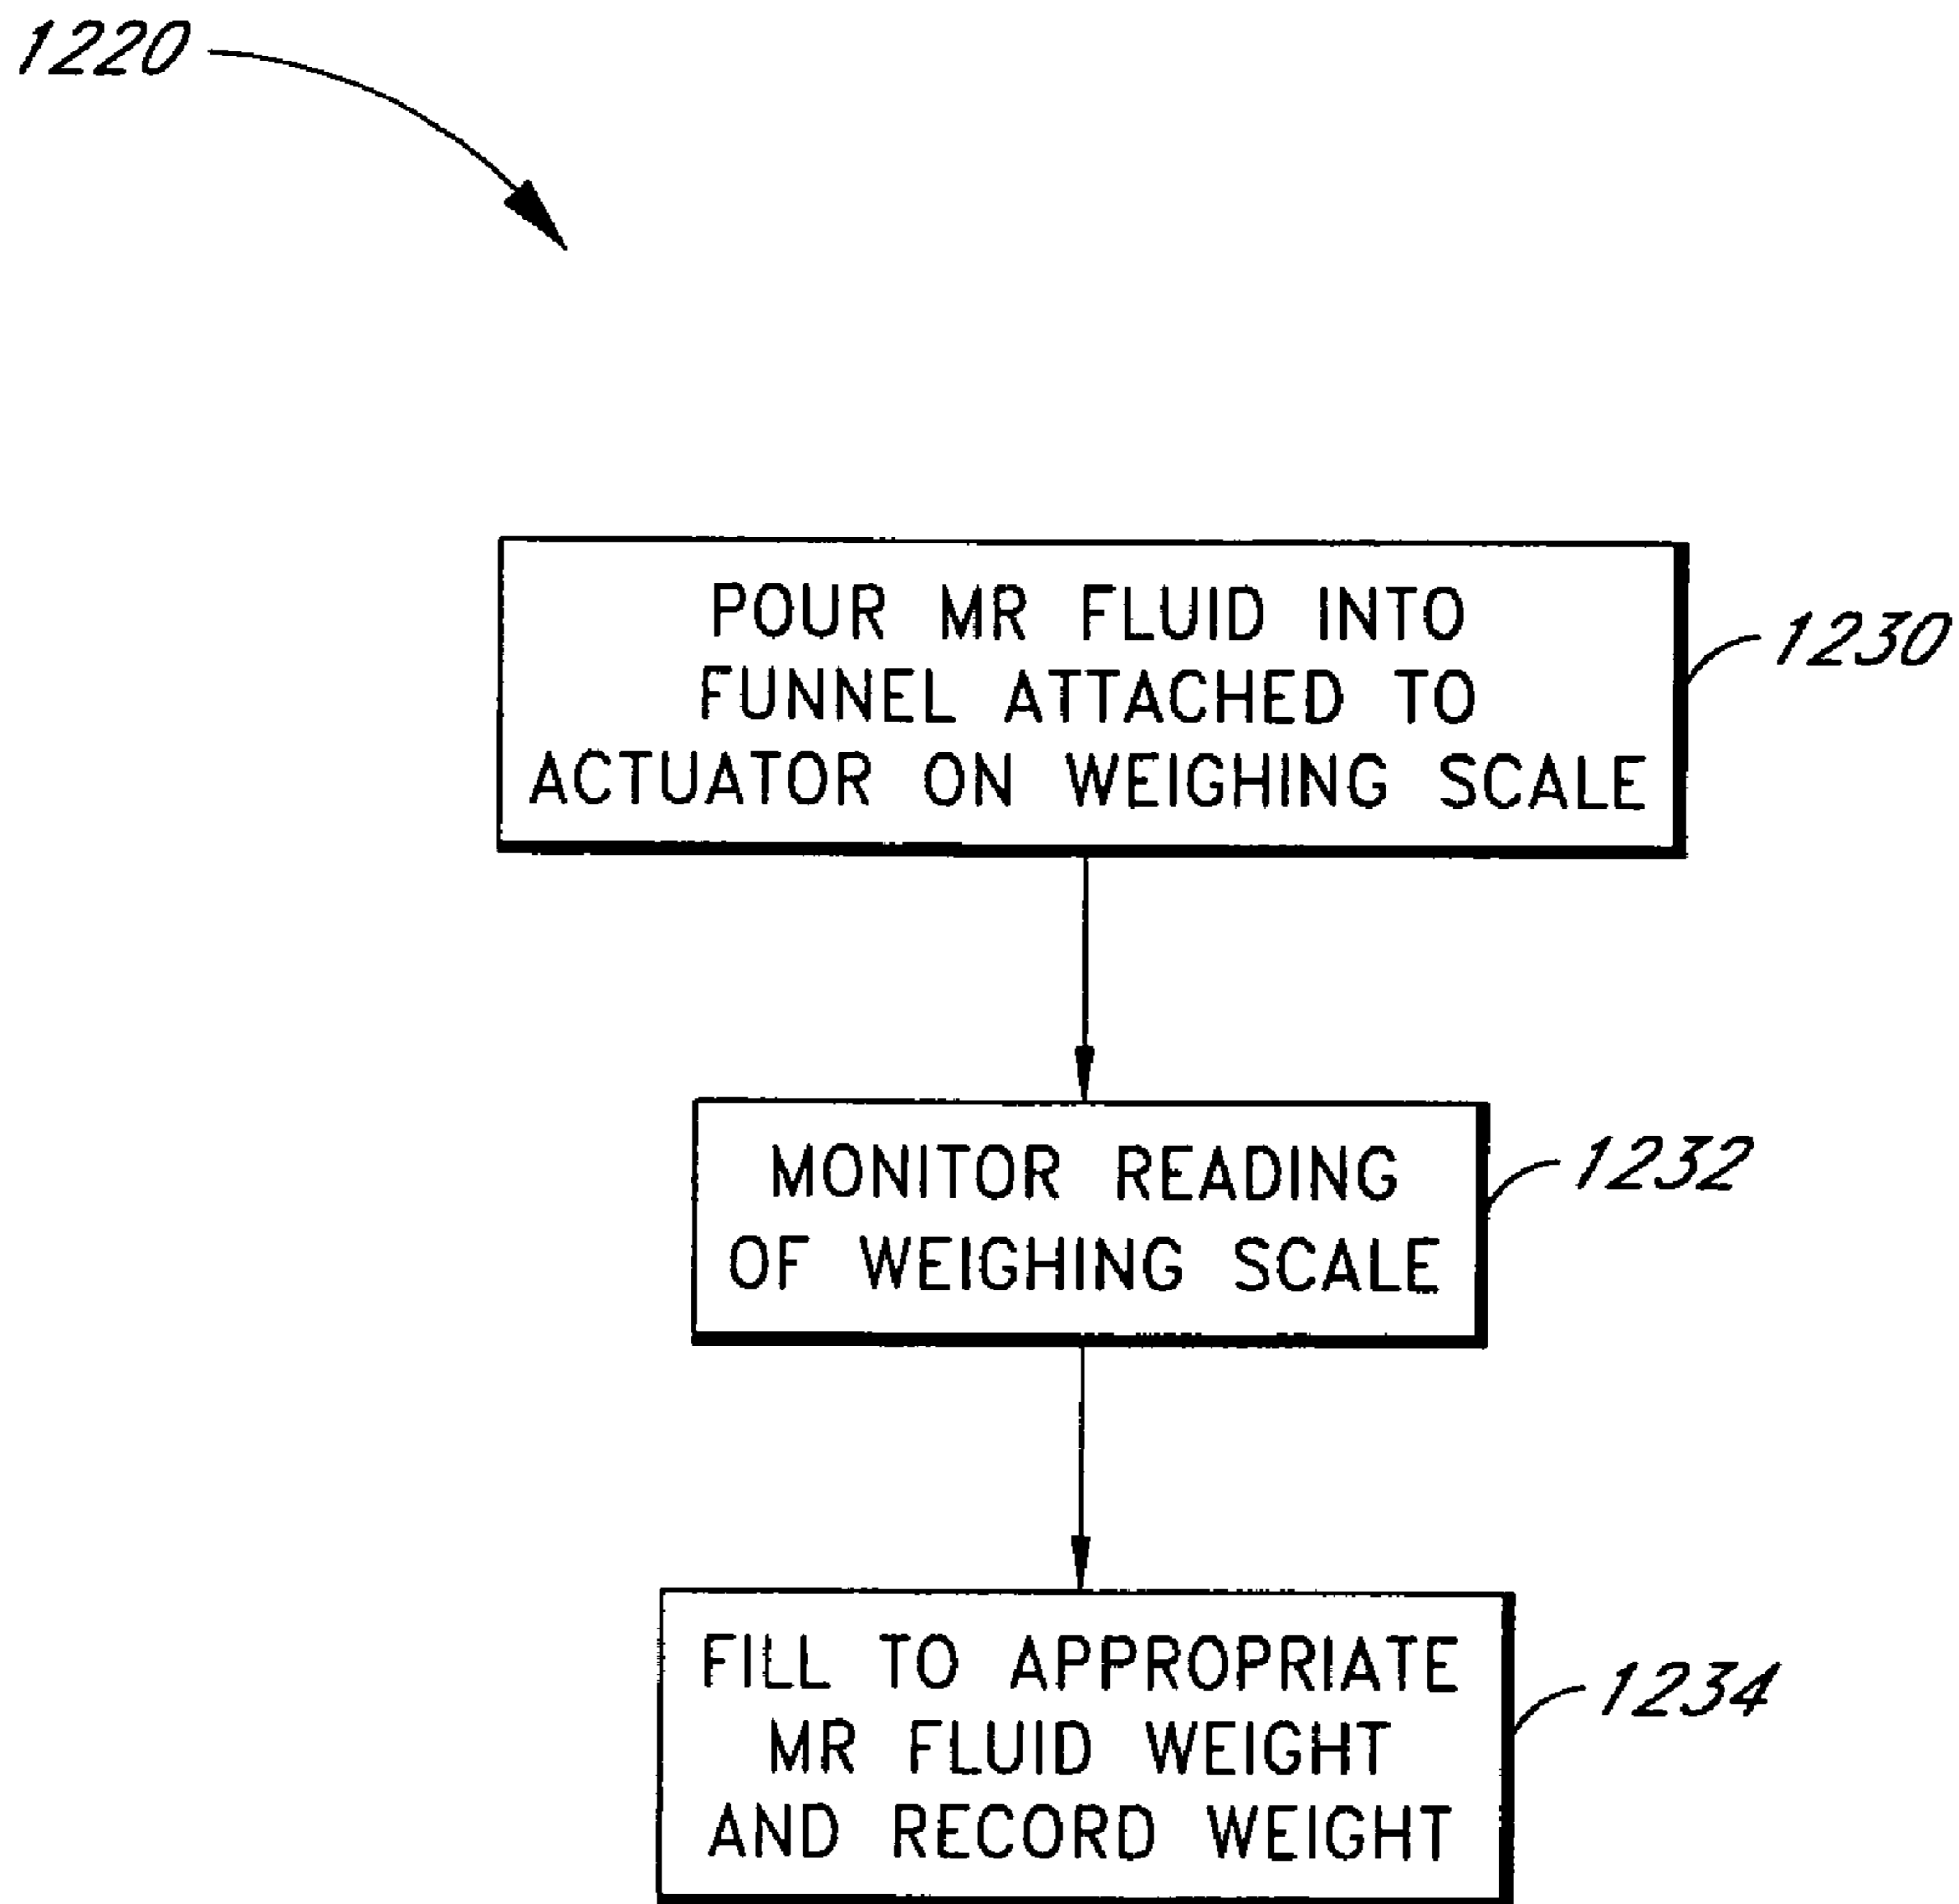 1220
POUR MR FLUID INTO
FUNNEL ATTACHED TO
ACTUATOR ON WEIGHING SCALE
1230
MONITOR READING
OF WEIGHING SCALE
1232
FILL TO APPROPRIATE
MR FLUID WEIGHT
AND RECORD WEIGHT
1234